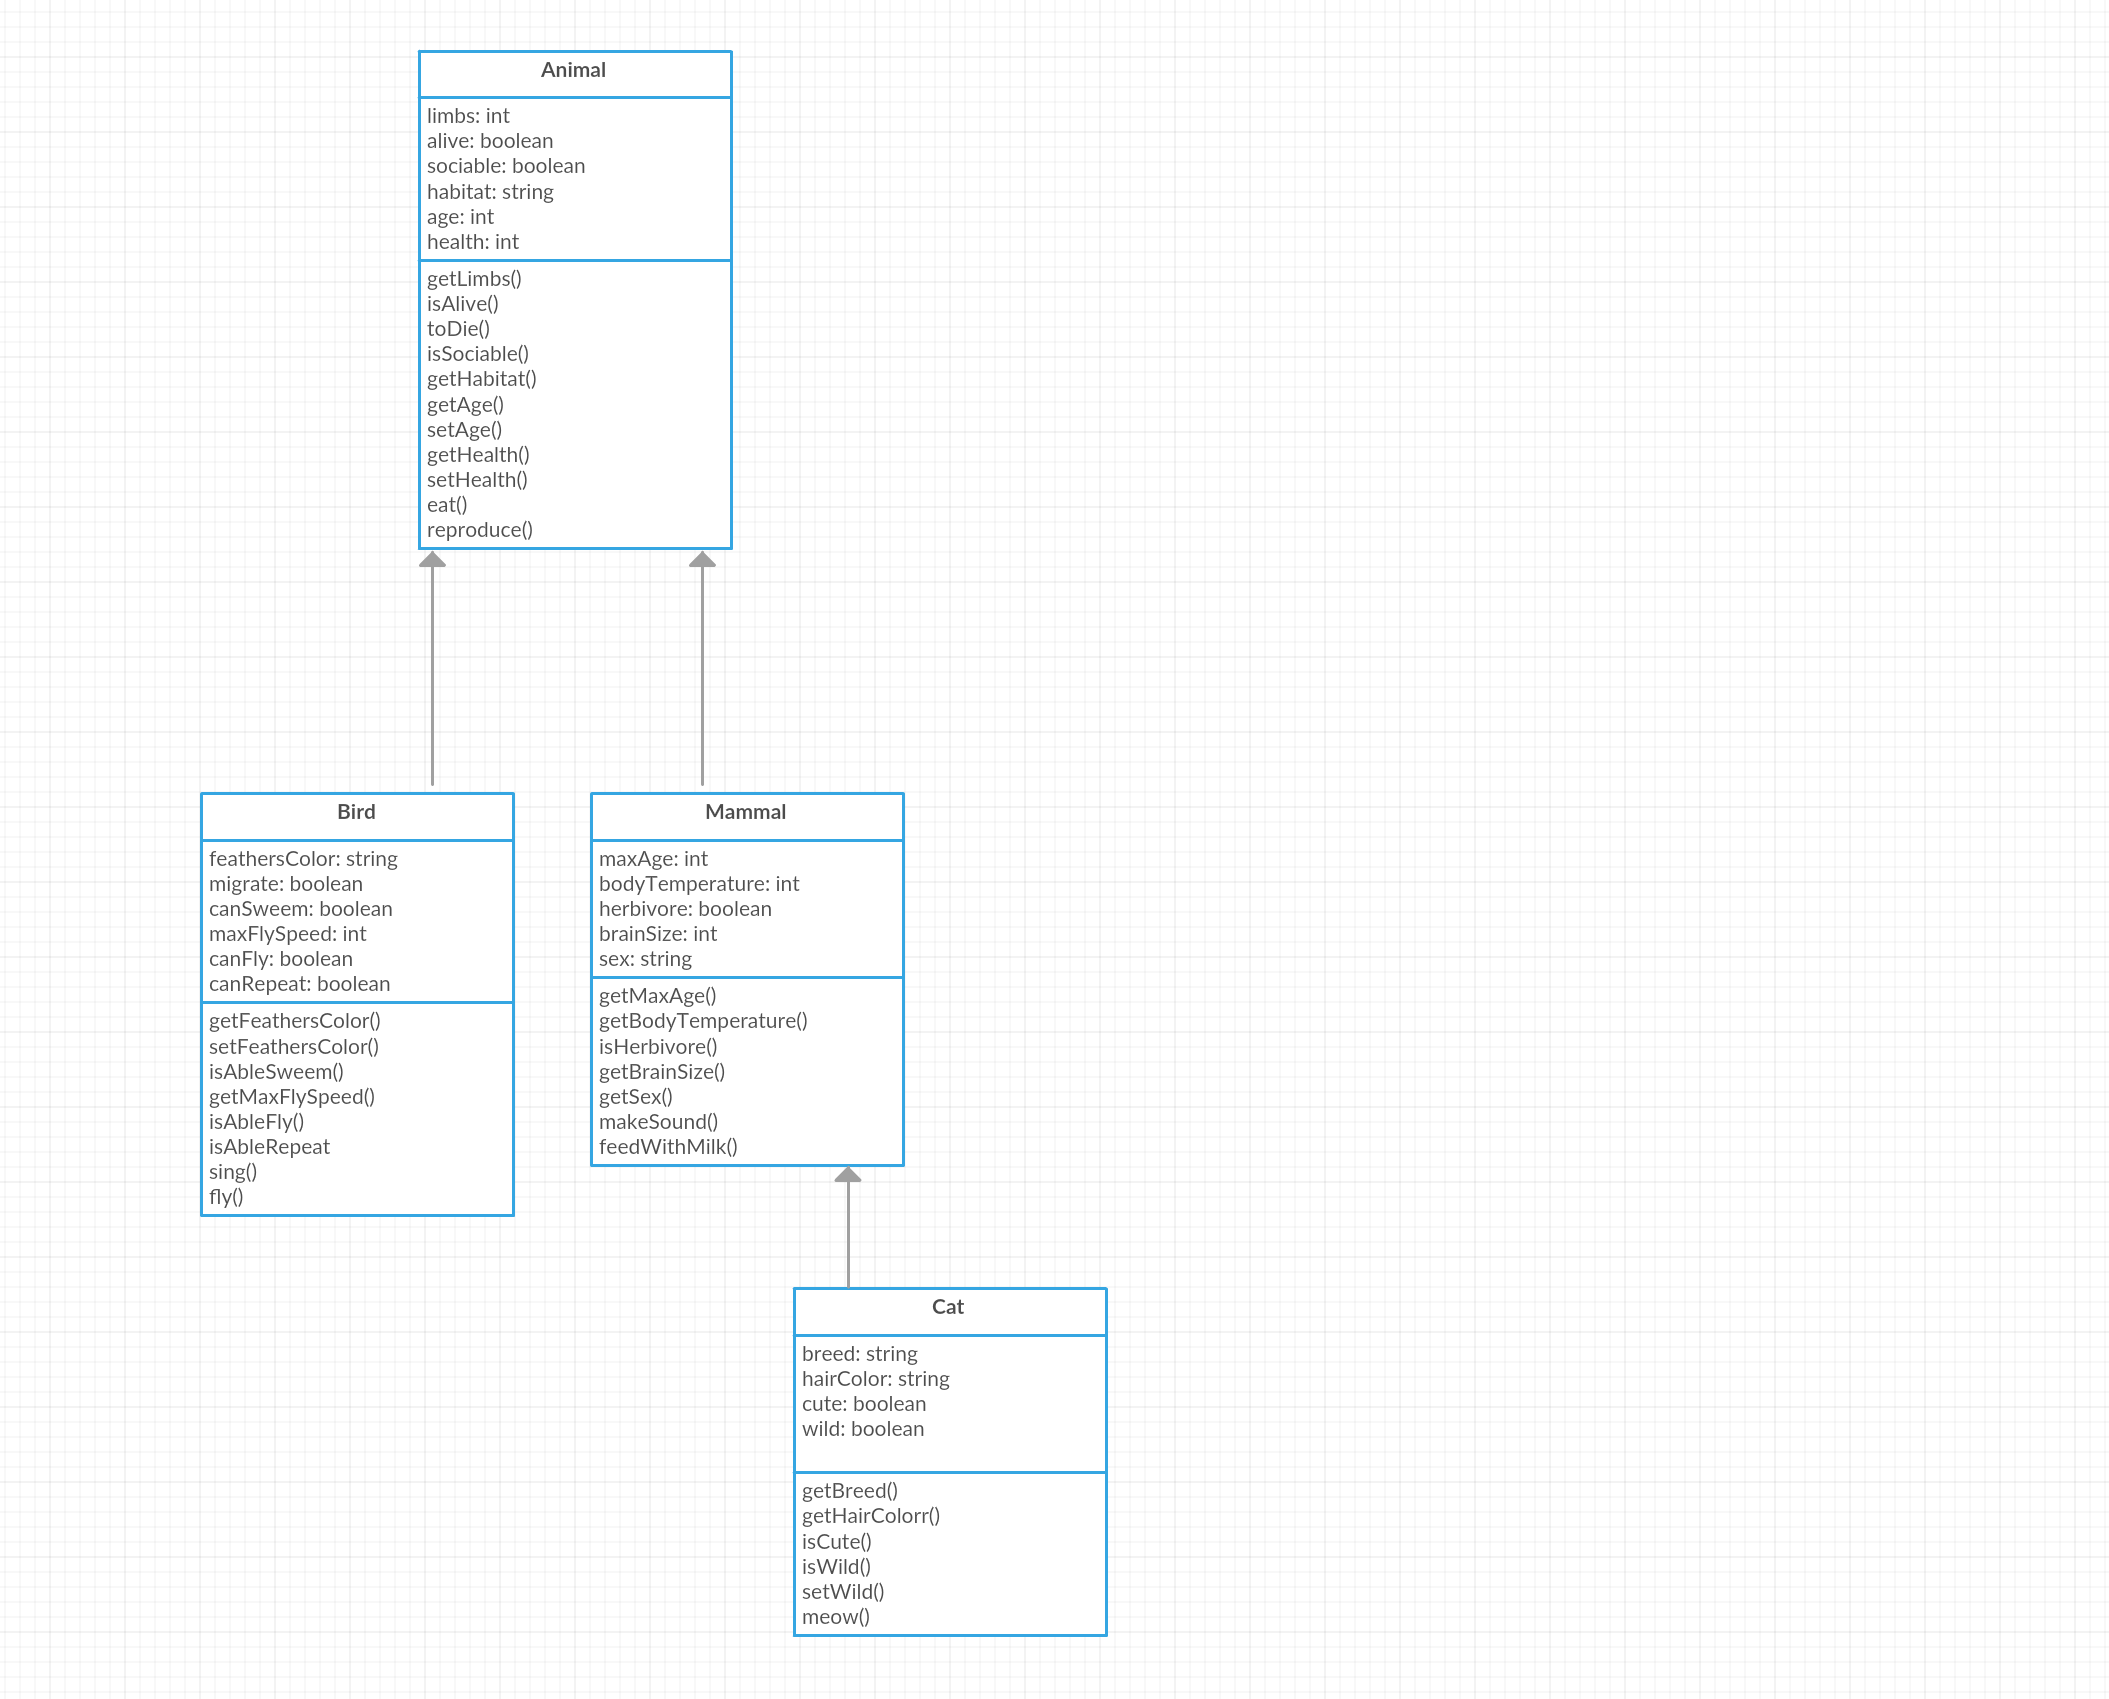 Animal
limbs: int
alive: boolean
sociable: boolean
habitat: string
age: int
health: int
getLimbs()
isAlive()
toDie()
isSociable()
getHabitat()
getAge()
setAge()
getHealth()
setHealth()
eat()
reproduce()
Bird
feathersColor: string
migrate: boolean
canSweem: boolean
maxFlySpeed: int
canFly: boolean
canRepeat: boolean
getFeathersColor()
setFeathersColor()
isAbleSweem()
getMaxFlySpeed()
isAbleFly()
isAbleRepeat
sing()
fly()
Mammal
maxAge: int
bodyTemperature: int
herbivore: boolean
brainSize: int
sex: string
getMaxAge()
getBodyTemperature()
isHerbivore()
getBrainSize()
getSex()
makeSound()
feedWithMilk()
Cat
breed: string
hairColor: string
cute: boolean
wild: boolean
getBreed()
getHairColorr()
isCute()
isWild()
setWild()
meow()